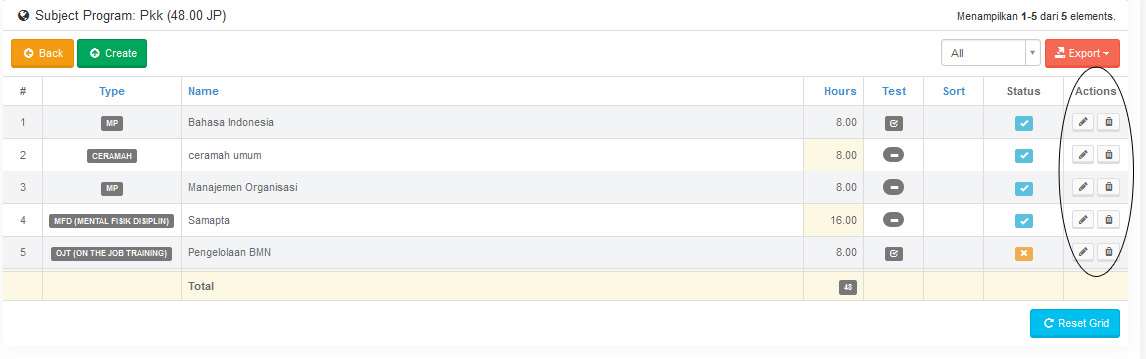 Subject Program: Pkk (48.00 JP)
Menampilkan 1-5 dari 5 elements.
Back Create All Export
# Type Name Hours Test Sort Status Actions
1 MP Bahasa Indonesia 8.00
2 CERAMAH ceramah umum 8.00
3 MP Manajemen Organisasi 8.00
4 MFD (MENTAL FISIK DISIPLIN) Samapta 16.00
5 OJT (ON THE JOB TRAINING) Pengelolaan BMN 8.00
Total 48
Reset Grid